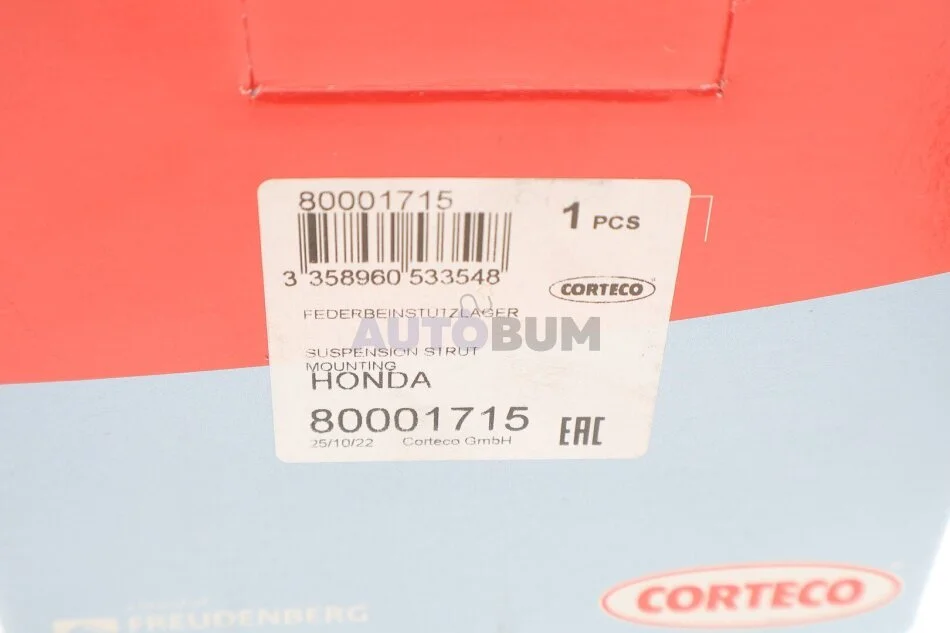 80001715
1 PCS
3 358960 533548
CORTECO
FEDERBEINSTUTZLAGER
AUTOBUM
SUSPENSION STRUT
MOUNTING
HONDA
80001715
EAC
25/10/22 Corteco GmbH
CORTECO
FREUDENBERG